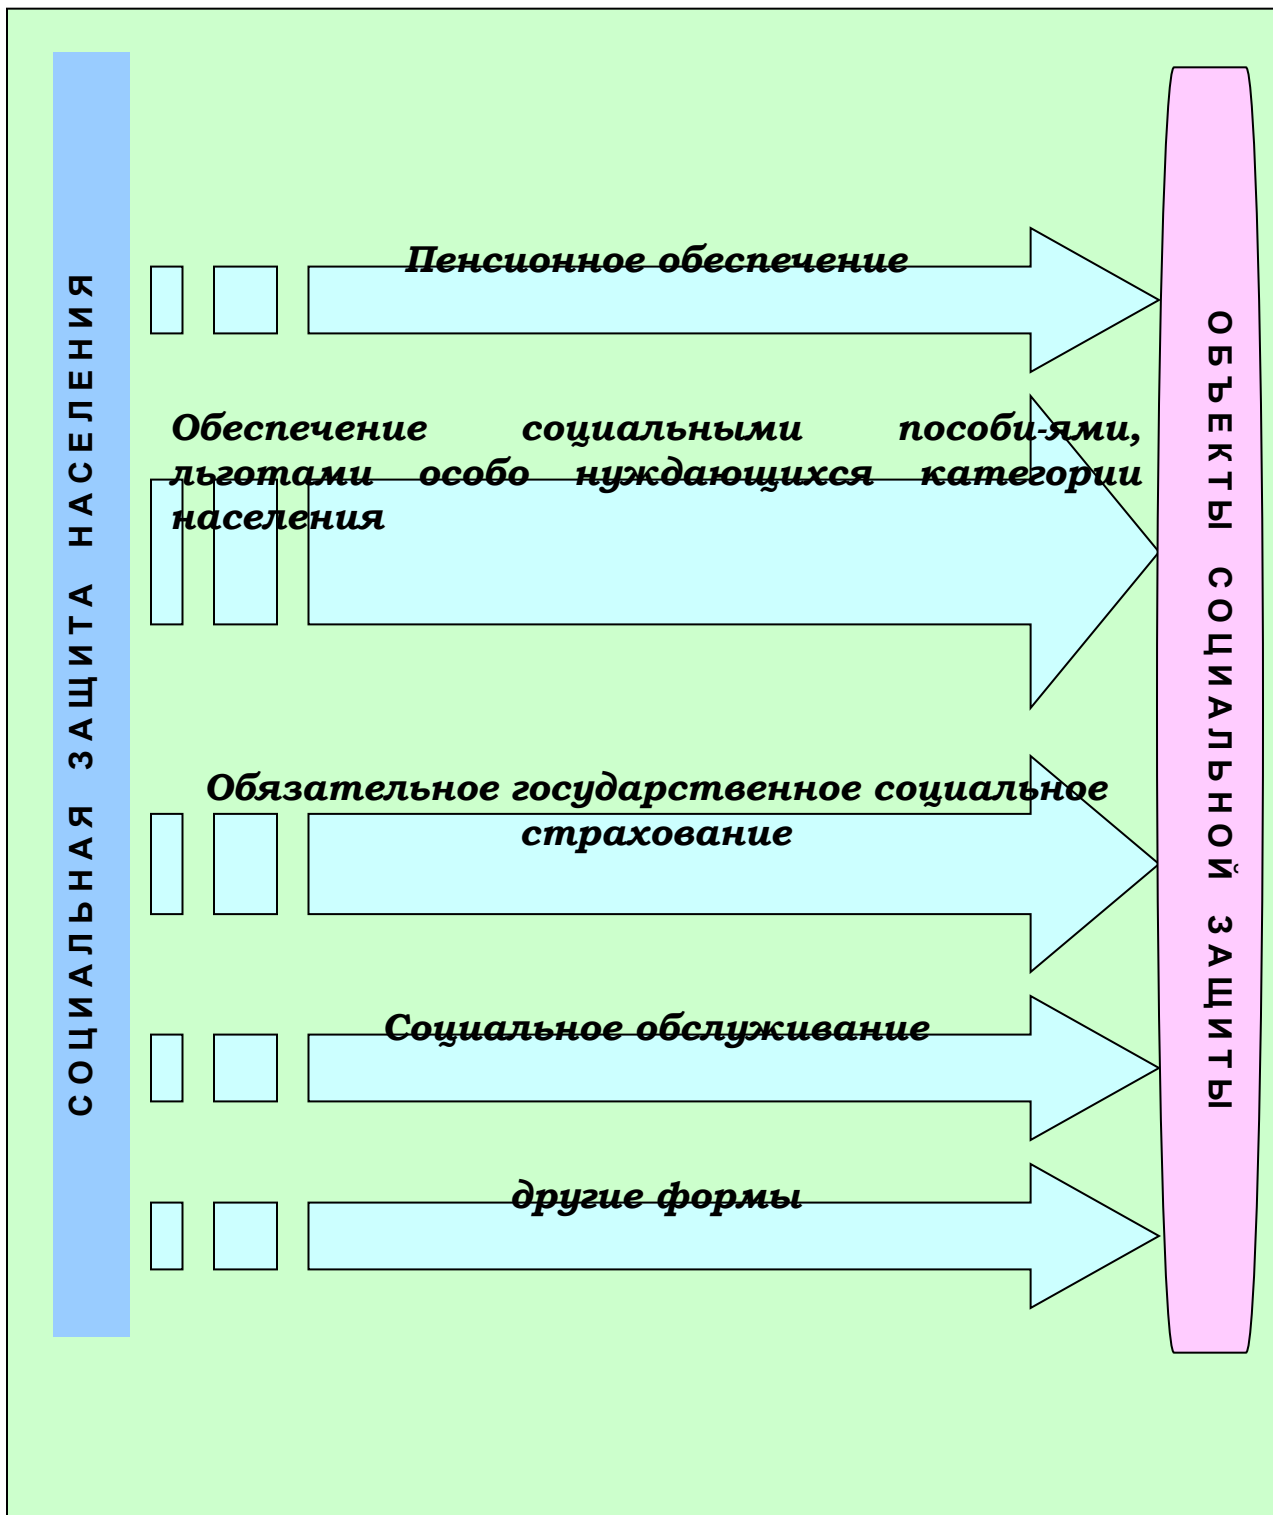 СОЦИАЛЬНАЯ ЗАЩИТА НАСЕЛЕНИЯ
Пенсионное обеспечение
Обеспечение социальными пособи-ями,
льготами особо нуждающихся категории
населения
Обязательное государственное социальное
страхование
Социальное обслуживание
другие формы
ОБЪЕКТЫ СОЦИАЛЬНОЙ ЗАЩИТЫ